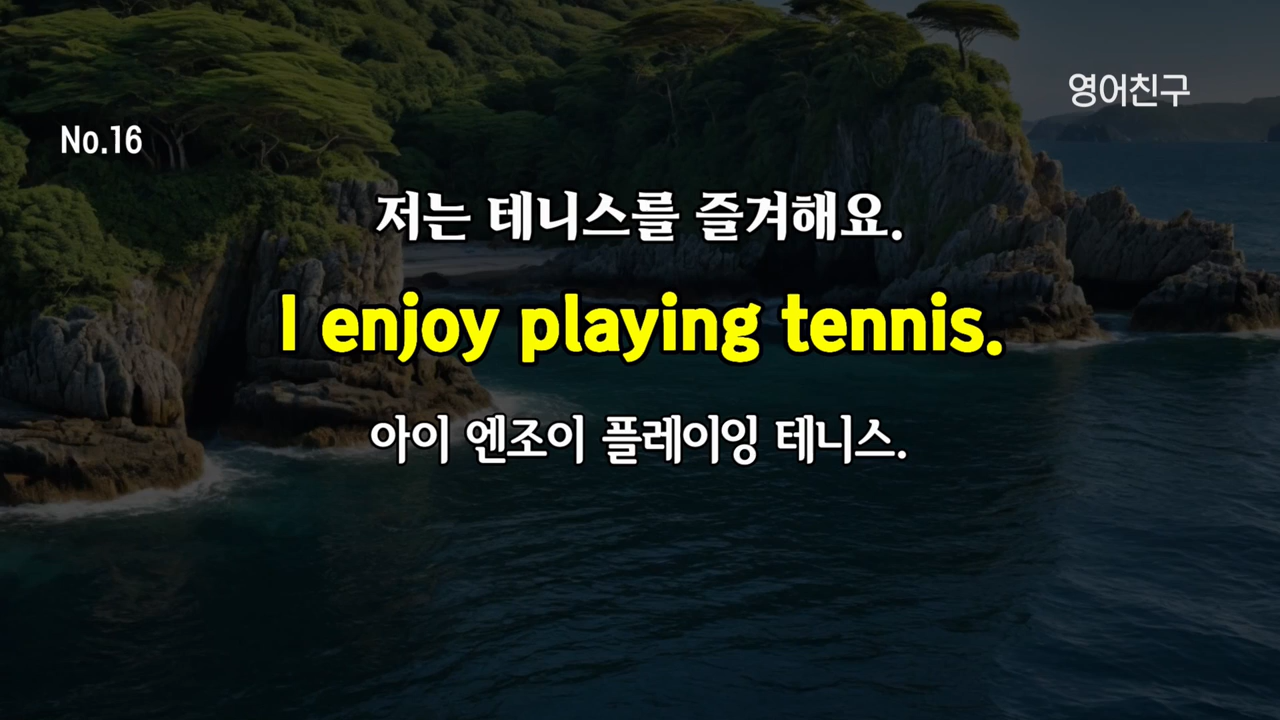 영어친구
No.16
저는 테니스를 즐겨해요.
I enjoy playing tennis.
아이 엔조이 플레이잉 테니스.